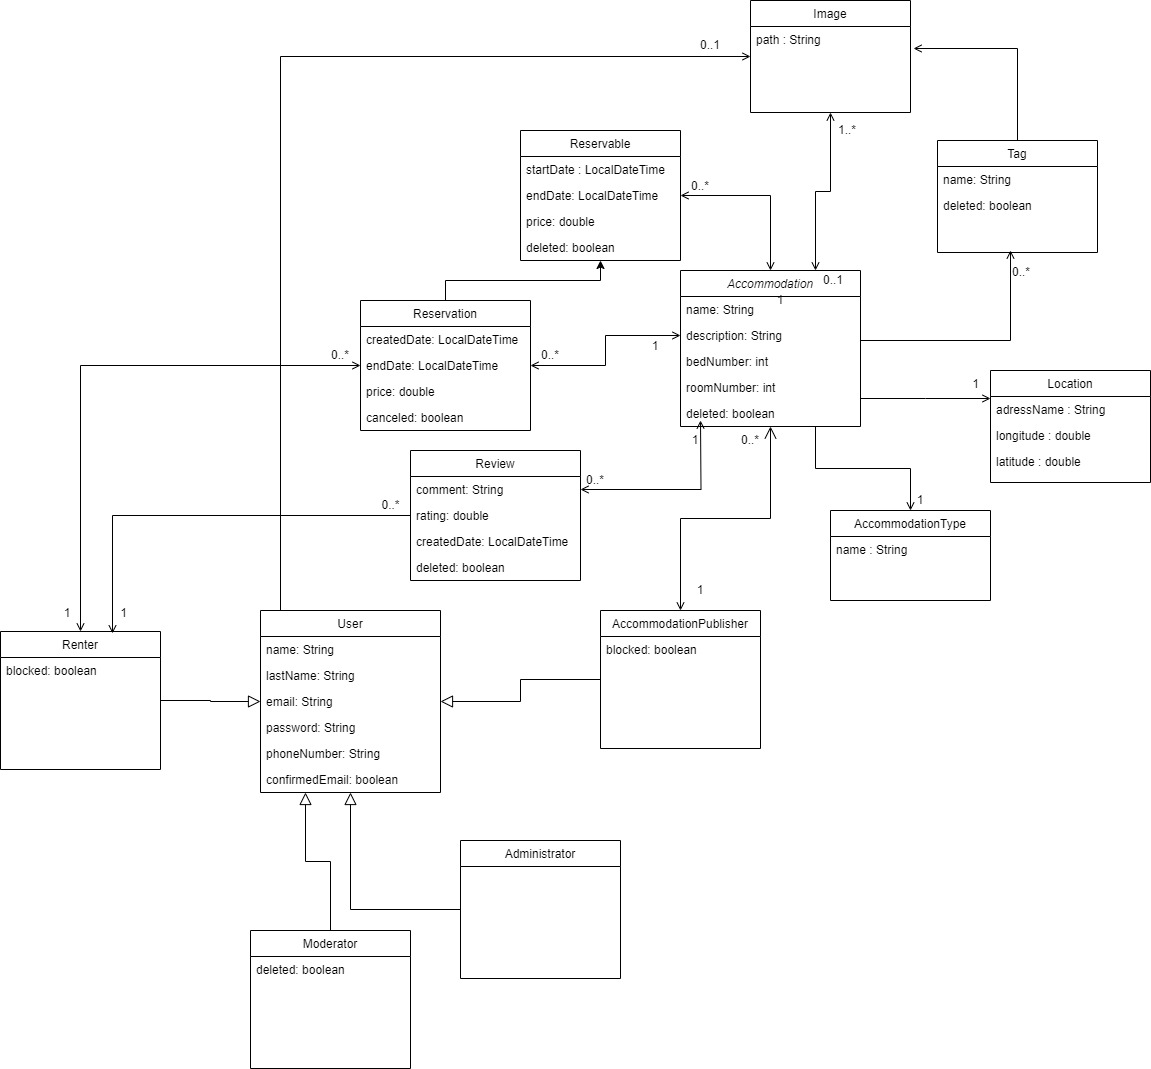 Image
path : String
0..1
1..*
Reservable
startDate : LocalDateTime
endDate: LocalDateTime
price: double
deleted: boolean
0..*
Tag
name: String
deleted: boolean
0..*
Accommodation
0..1
1
name: String
description: String
bedNumber: int
roomNumber: int
deleted: boolean
Reservation
createdDate: LocalDateTime
endDate: LocalDateTime
price: double
canceled: boolean
0..*
0..*
1
1
Location
adressName : String
longitude : double
latitude : double
1
0..*
Review
comment: String
rating: double
createdDate: LocalDateTime
deleted: boolean
0..*
0..*
1
AccommodationType
name : String
1
1
1
Renter
blocked: boolean
User
name: String
lastName: String
email: String
password: String
phoneNumber: String
confirmedEmail: boolean
AccommodationPublisher
blocked: boolean
Administrator
Moderator
deleted: boolean